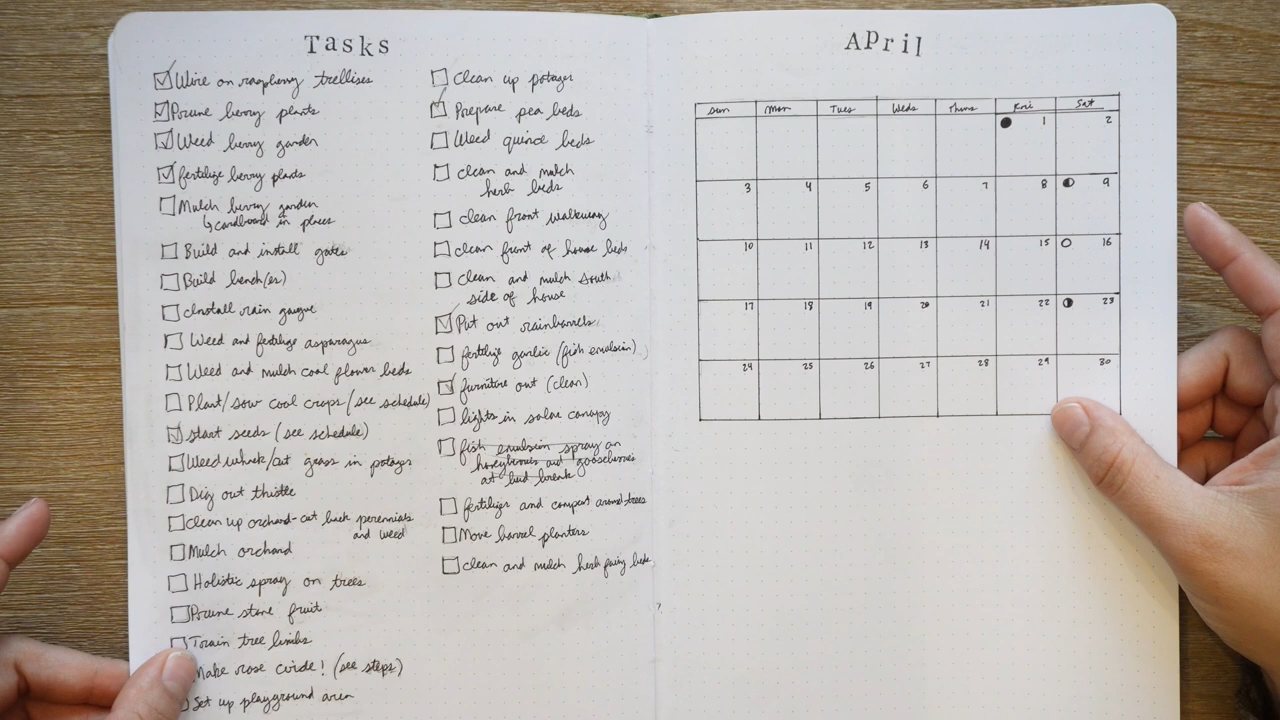 Tasks
Wire on raspberry trellises
Prune berry plants
Weed berry garden
fertilize berry plants
Mulch berry garden
↳ cardboard in places
Build and install gates
Build bench(es)
Install rain gauge
Weed and fertilize asparagus
Weed and mulch cool flower beds
Plant/sow cool crops (see schedule)
start seeds (see schedule)
Weedwhack/cut grass in potager
Dig out thistle
clean up orchard-cut back perennials
and weed
Mulch orchard
Holistic spray on trees
Prune stone fruit
Train tree limbs
Make rose circle! (see steps)
Set up playground area
Clean up potager
Prepare pea beds
Weed quince beds
clean and mulch
herb beds
clean front walkway
clean front of house beds
clean and mulch south
side of house
Put out rainbarrels
fertilize garlic (fish emulsion)
furniture out (clean)
lights in solar canopy
fish emulsion spray on
honeyberries and gooseberries
at bud break
fertilize and compost around trees
Move barrel planters
clean and mulch beds
April
Sun Mon Tues Weds Thurs Fri Sat
1 2
3 4 5 6 7 8 9
10 11 12 13 14 15 16
17 18 19 20 21 22 23
24 25 26 27 28 29 30